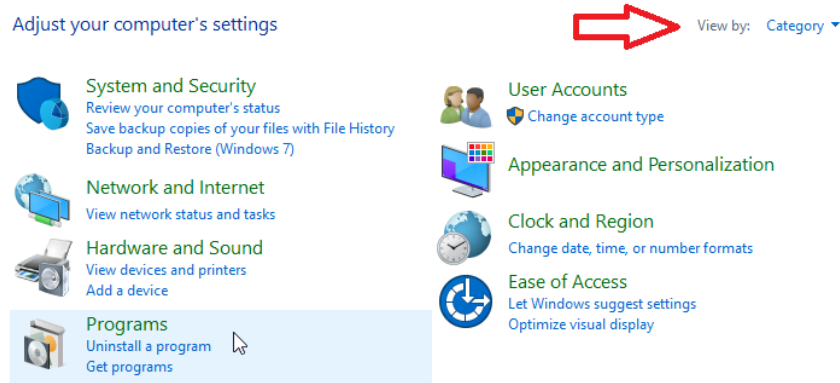 Adjust your computer's settings
View by: Category
System and Security
Review your computer's status
Save backup copies of your files with File History
Backup and Restore (Windows 7)
Network and Internet
View network status and tasks
Hardware and Sound
View devices and printers
Add a device
Programs
Uninstall a program
Get programs
User Accounts
Change account type
Appearance and Personalization
Clock and Region
Change date, time, or number formats
Ease of Access
Let Windows suggest settings
Optimize visual display